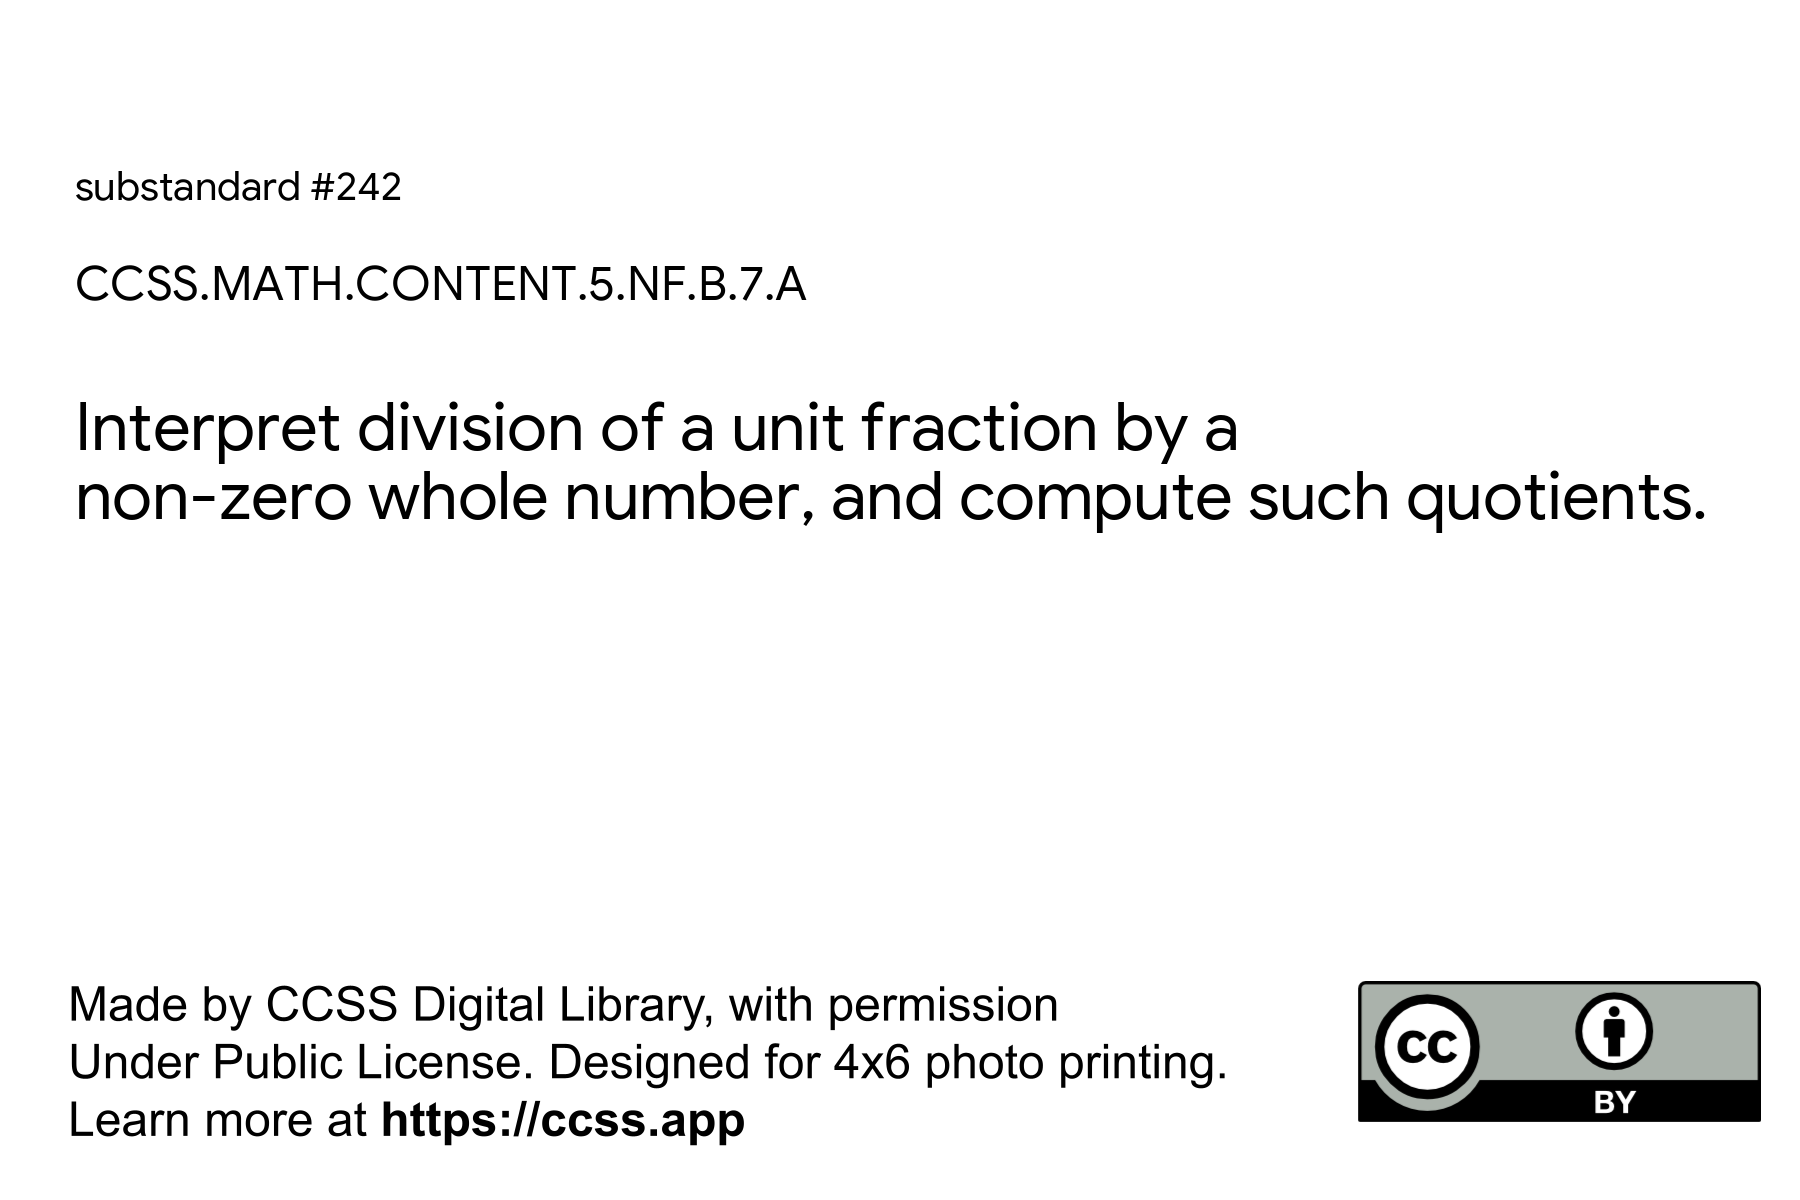 substandard #242
CCSS.MATH.CONTENT.5.NF.B.7.A
Interpret division of a unit fraction by a
non-zero whole number, and compute such quotients.
Made by CCSS Digital Library, with permission
Under Public License. Designed for 4x6 photo printing.
Learn more at https://ccss.app
CC
BY